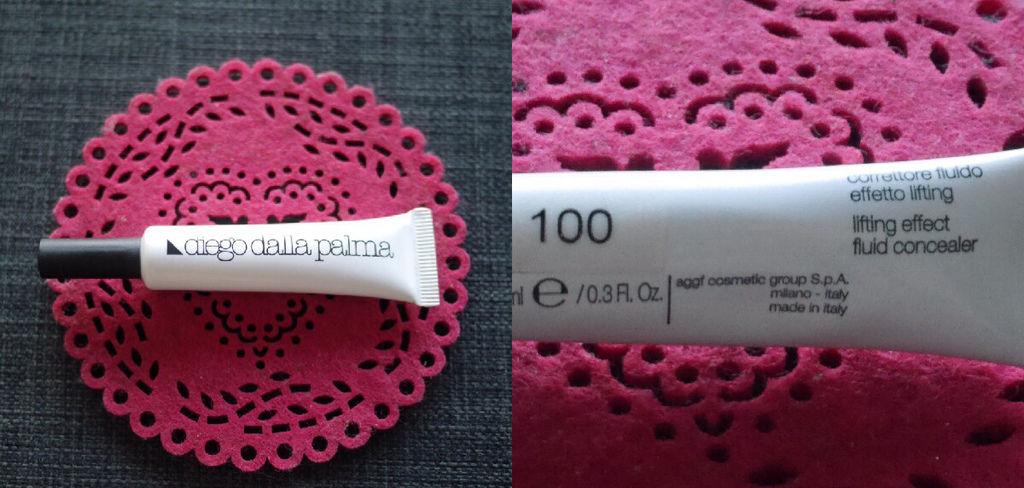 diego dalla palma
correttore fluido
effetto lifting
lifting effect
fluid concealer
100
ml e / 0.3 Fl. Oz.
aggf cosmetic group S.p.A.
milano - italy
made in italy